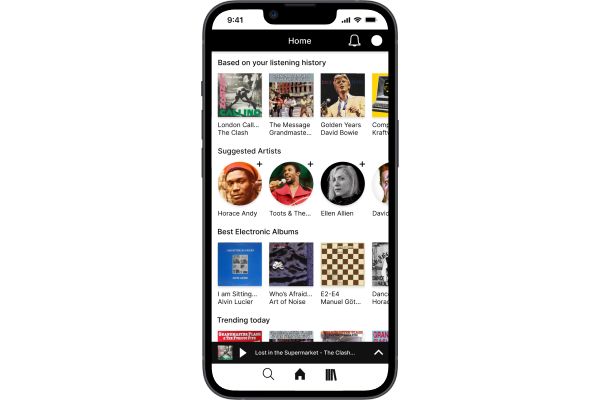 9:41
Home
Based on your listening history
London Call...
The Clash
The Message
Grandmaste...
Golden Years
David Bowie
Comp
Kraftv
Suggested Artists
Horace Andy
Toots & The...
Ellen Allien
David
Best Electronic Albums
I am Sitting...
Alvin Lucier
Who's Afraid...
Art of Noise
E2-E4
Manuel Göt...
Danc
Horac
Trending today
Lost in the Supermarket - The Clash...